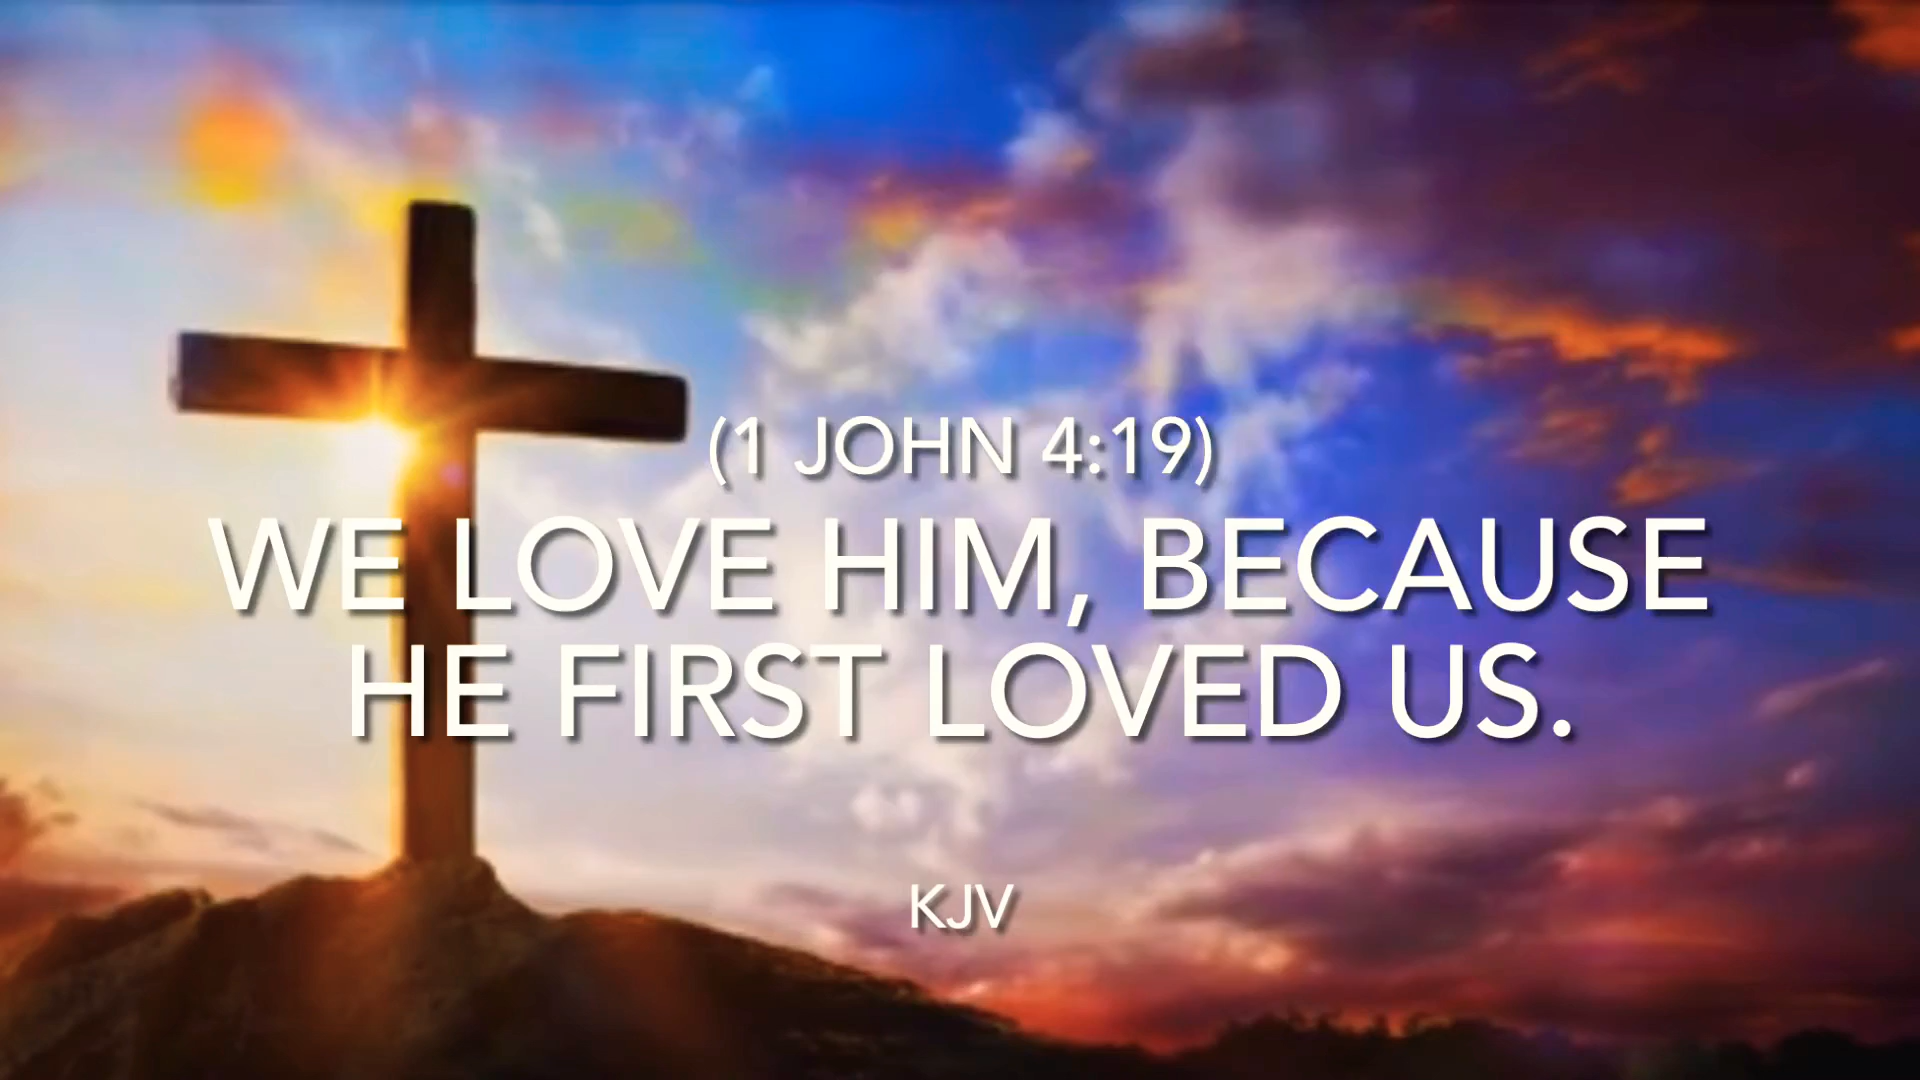 (1 JOHN 4:19)
WE LOVE HIM, BECAUSE
HE FIRST LOVED US.
KJV